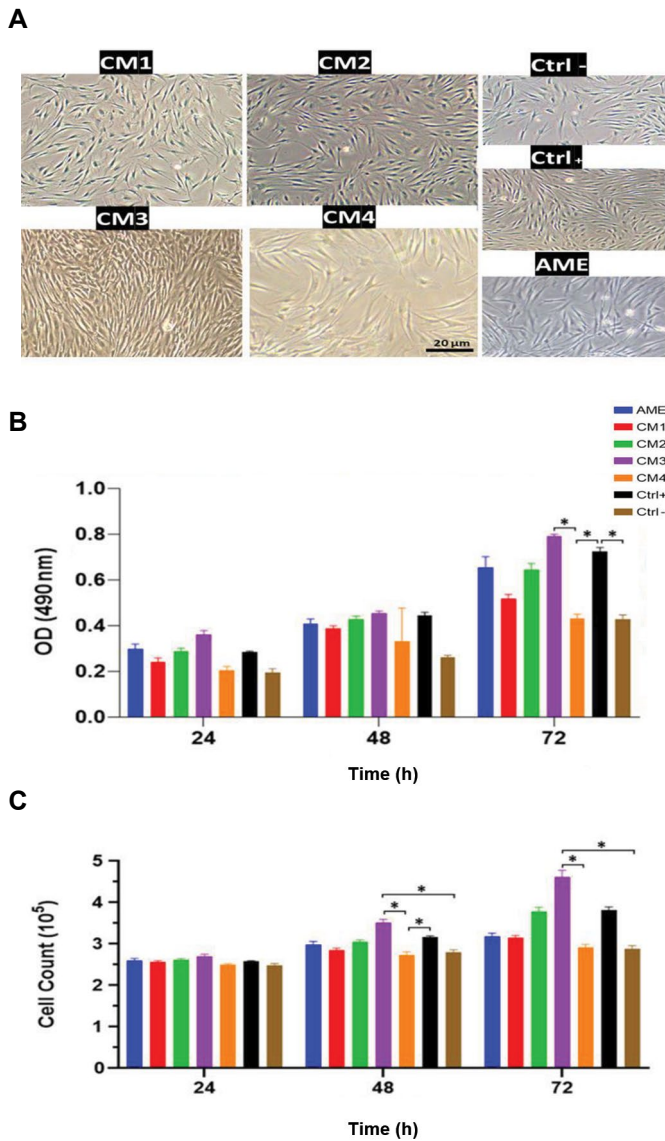 A
CM1
CM2
Ctrl -
Ctrl +
CM3
CM4
AME
20 µm
B
AME
CM1
CM2
CM3
CM4
Ctrl+
Ctrl-
1.0
0.8
0.6
0.4
0.2
0.0
OD (490nm)
* * *
24 48 72
Time (h)
C
5
4
3
2
1
0
Cell Count (10⁵)
* * * * *
24 48 72
Time (h)